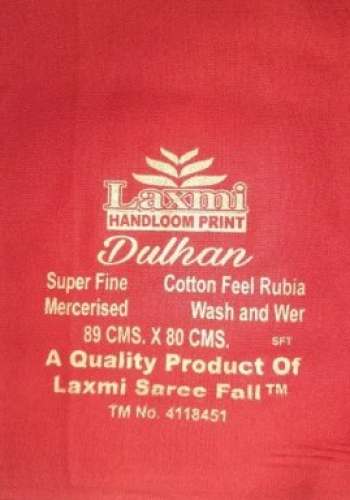 Laxmi
HANDLOOM PRINT
Dulhan
Super Fine Cotton Feel Rubia
Mercerised Wash and Wer
89 CMS. X 80 CMS. SFT
A Quality Product Of
Laxmi Saree Fall™
TM No. 4118451